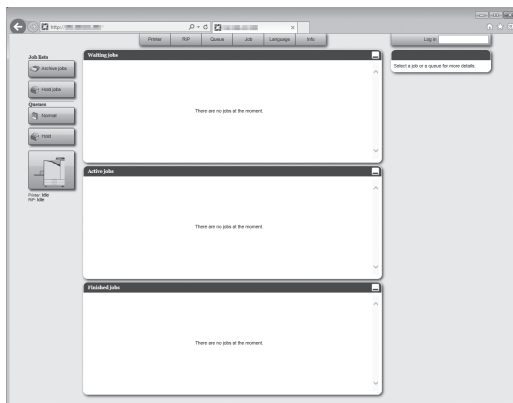 http://
Printer RIP Queue Job Language Info
Log in
Job lists
Archive jobs
Hold jobs
Queues
Normal
Hold
Printer: Idle
RIP: Idle
Waiting jobs
There are no jobs at the moment.
Active jobs
There are no jobs at the moment.
Finished jobs
There are no jobs at the moment.
Select a job or a queue for more details...